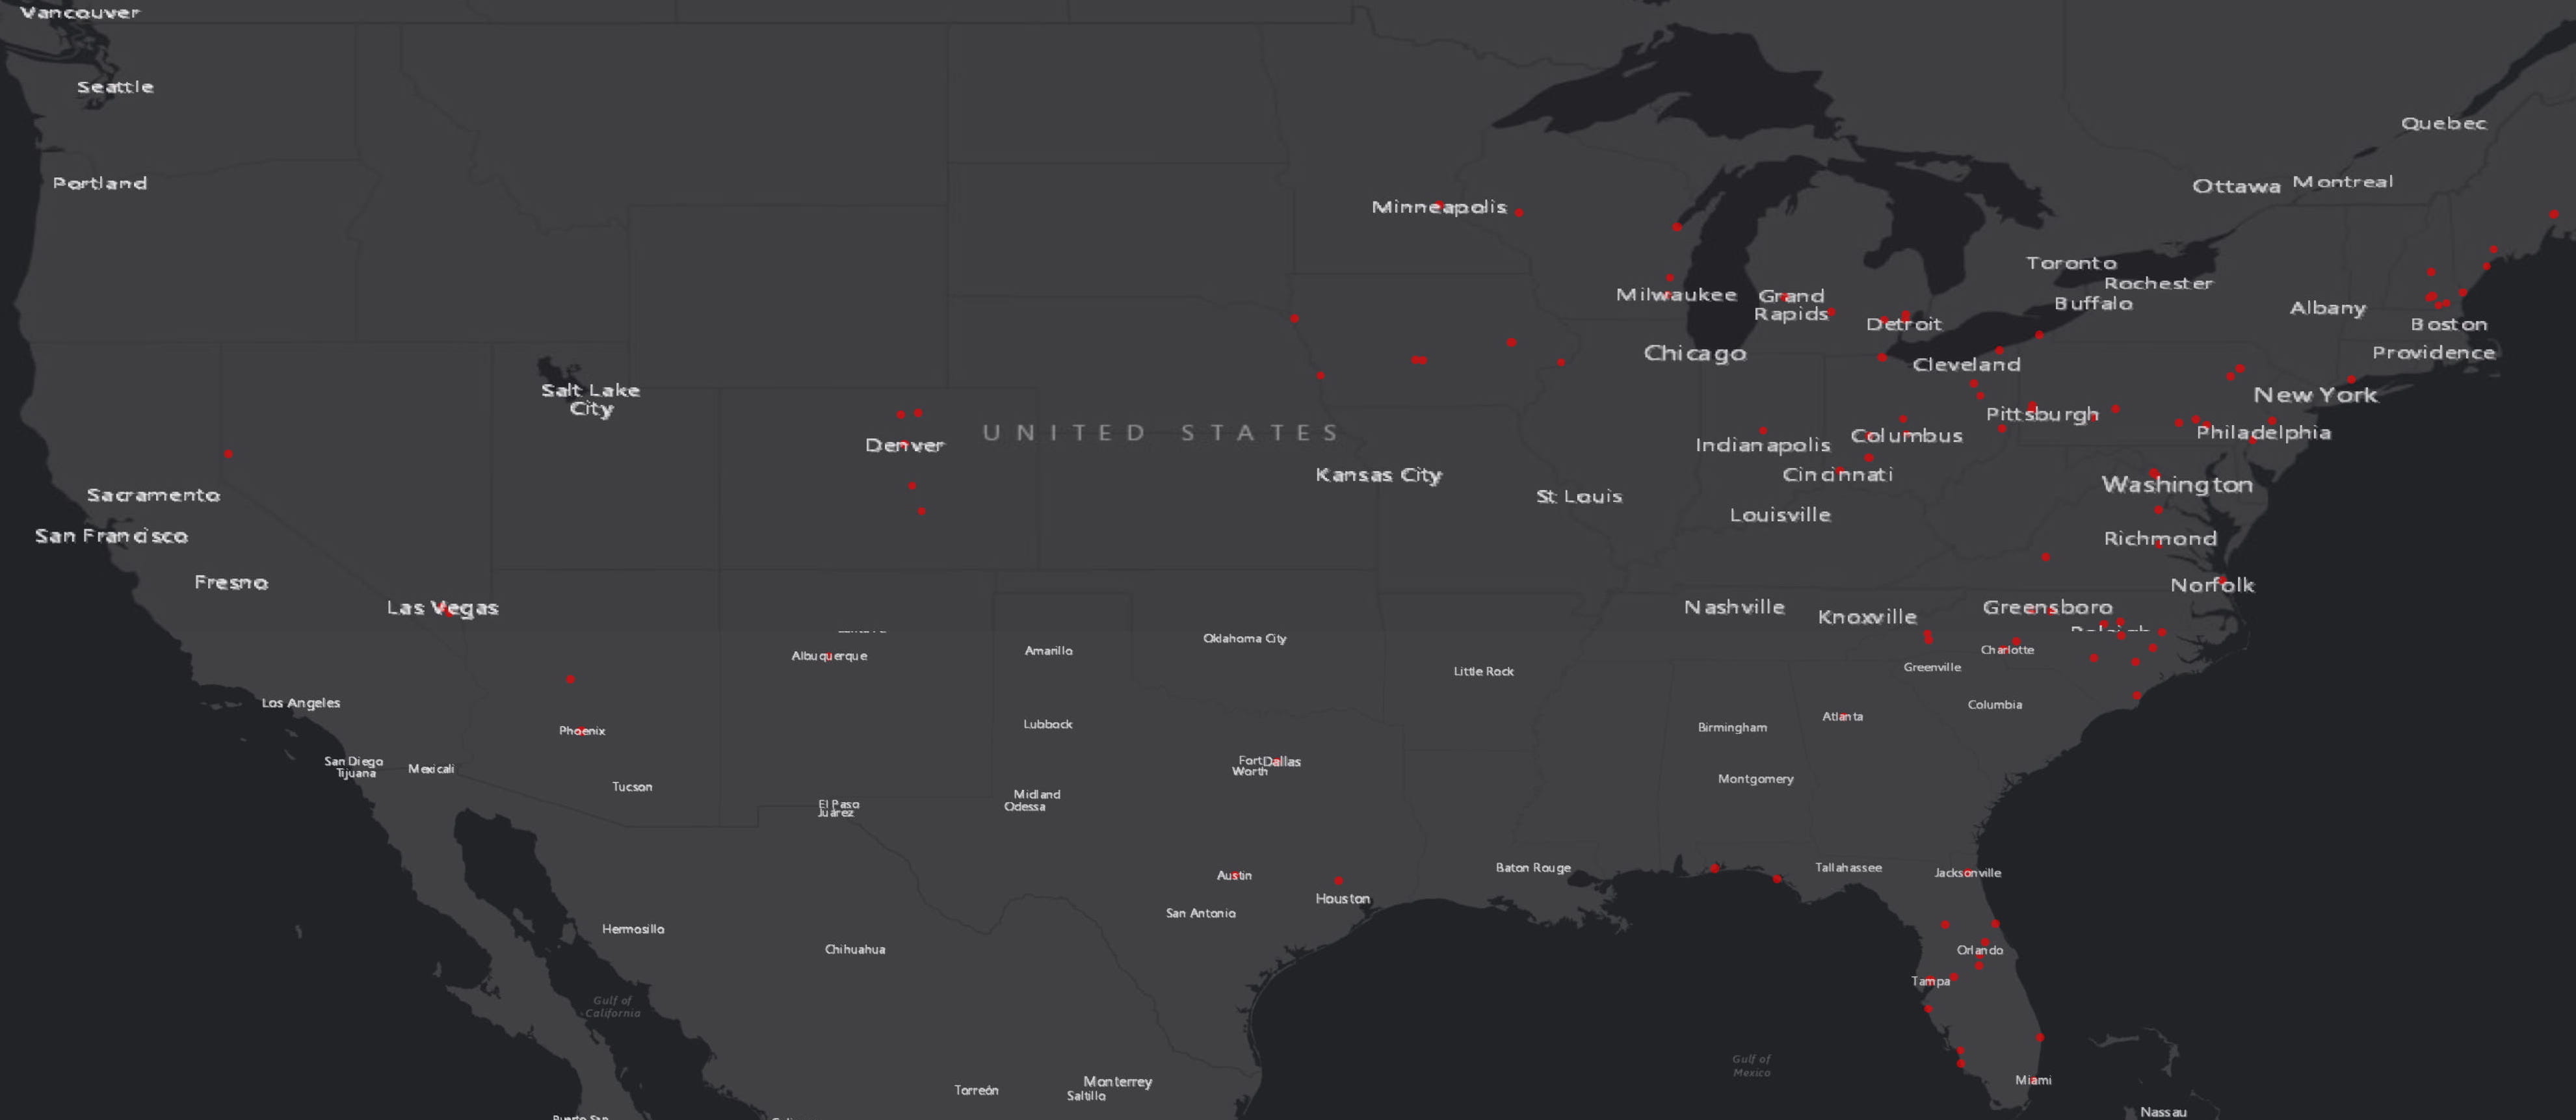 Vancouver
Seattle
Quebec
Portland
Ottawa
Montreal
Minneapolis
Toronto
Rochester
Milwaukee
Grand
Rapids
Buffalo
Albany
Detroit
Boston
Chicago
Cleveland
Providence
Salt Lake
City
New York
Pittsburgh
Denver
UNITED STATES
Indianapolis
Columbus
Philadelphia
Kansas City
Cincinnati
Washington
Sacramento
St Louis
Louisville
San Francisco
Richmond
Fresno
Norfolk
Las Vegas
Nashville
Knoxville
Greensboro
Albuquerque
Amarillo
Oklahoma City
Charlotte
Little Rock
Greenville
Los Angeles
Columbia
Phoenix
Lubbock
Birmingham
Atlanta
San Diego
Tijuana
Mexicali
Fort
Worth
Dallas
Tucson
Montgomery
El Paso
Juárez
Midland
Odessa
Austin
Baton Rouge
Tallahassee
Jacksonville
Houston
San Antonio
Hermosillo
Chihuahua
Orlando
Tampa
Gulf of
California
Gulf of
Mexico
Torreón
Monterrey
Saltillo
Miami
Nassau